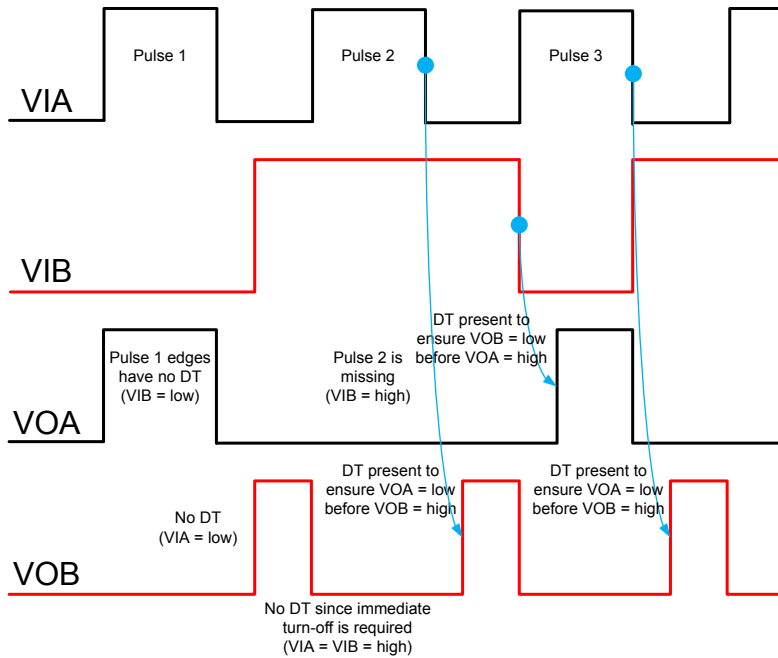 Pulse 1
Pulse 2
Pulse 3
VIA
VIB
DT present to
ensure VOB = low
before VOA = high
Pulse 1 edges
have no DT
(VIB = low)
Pulse 2 is
missing
(VIB = high)
VOA
DT present to
ensure VOA = low
before VOB = high
DT present to
ensure VOA = low
before VOB = high
No DT
(VIA = low)
VOB
No DT since immediate
turn-off is required
(VIA = VIB = high)